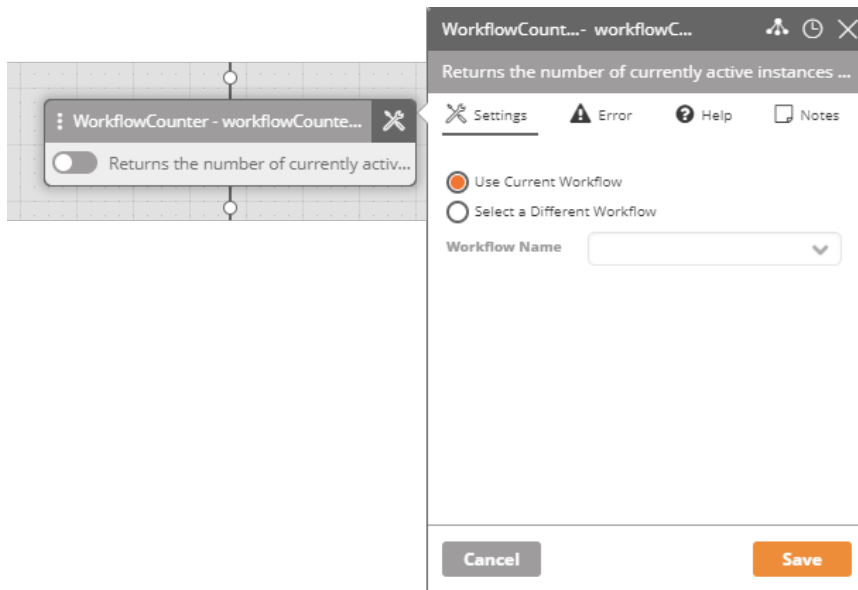 WorkflowCounter - workflowCounte...
Returns the number of currently activ...
WorkflowCount...- workflowC...
Returns the number of currently active instances ...
Settings
Error
Help
Notes
Use Current Workflow
Select a Different Workflow
Workflow Name
Cancel
Save